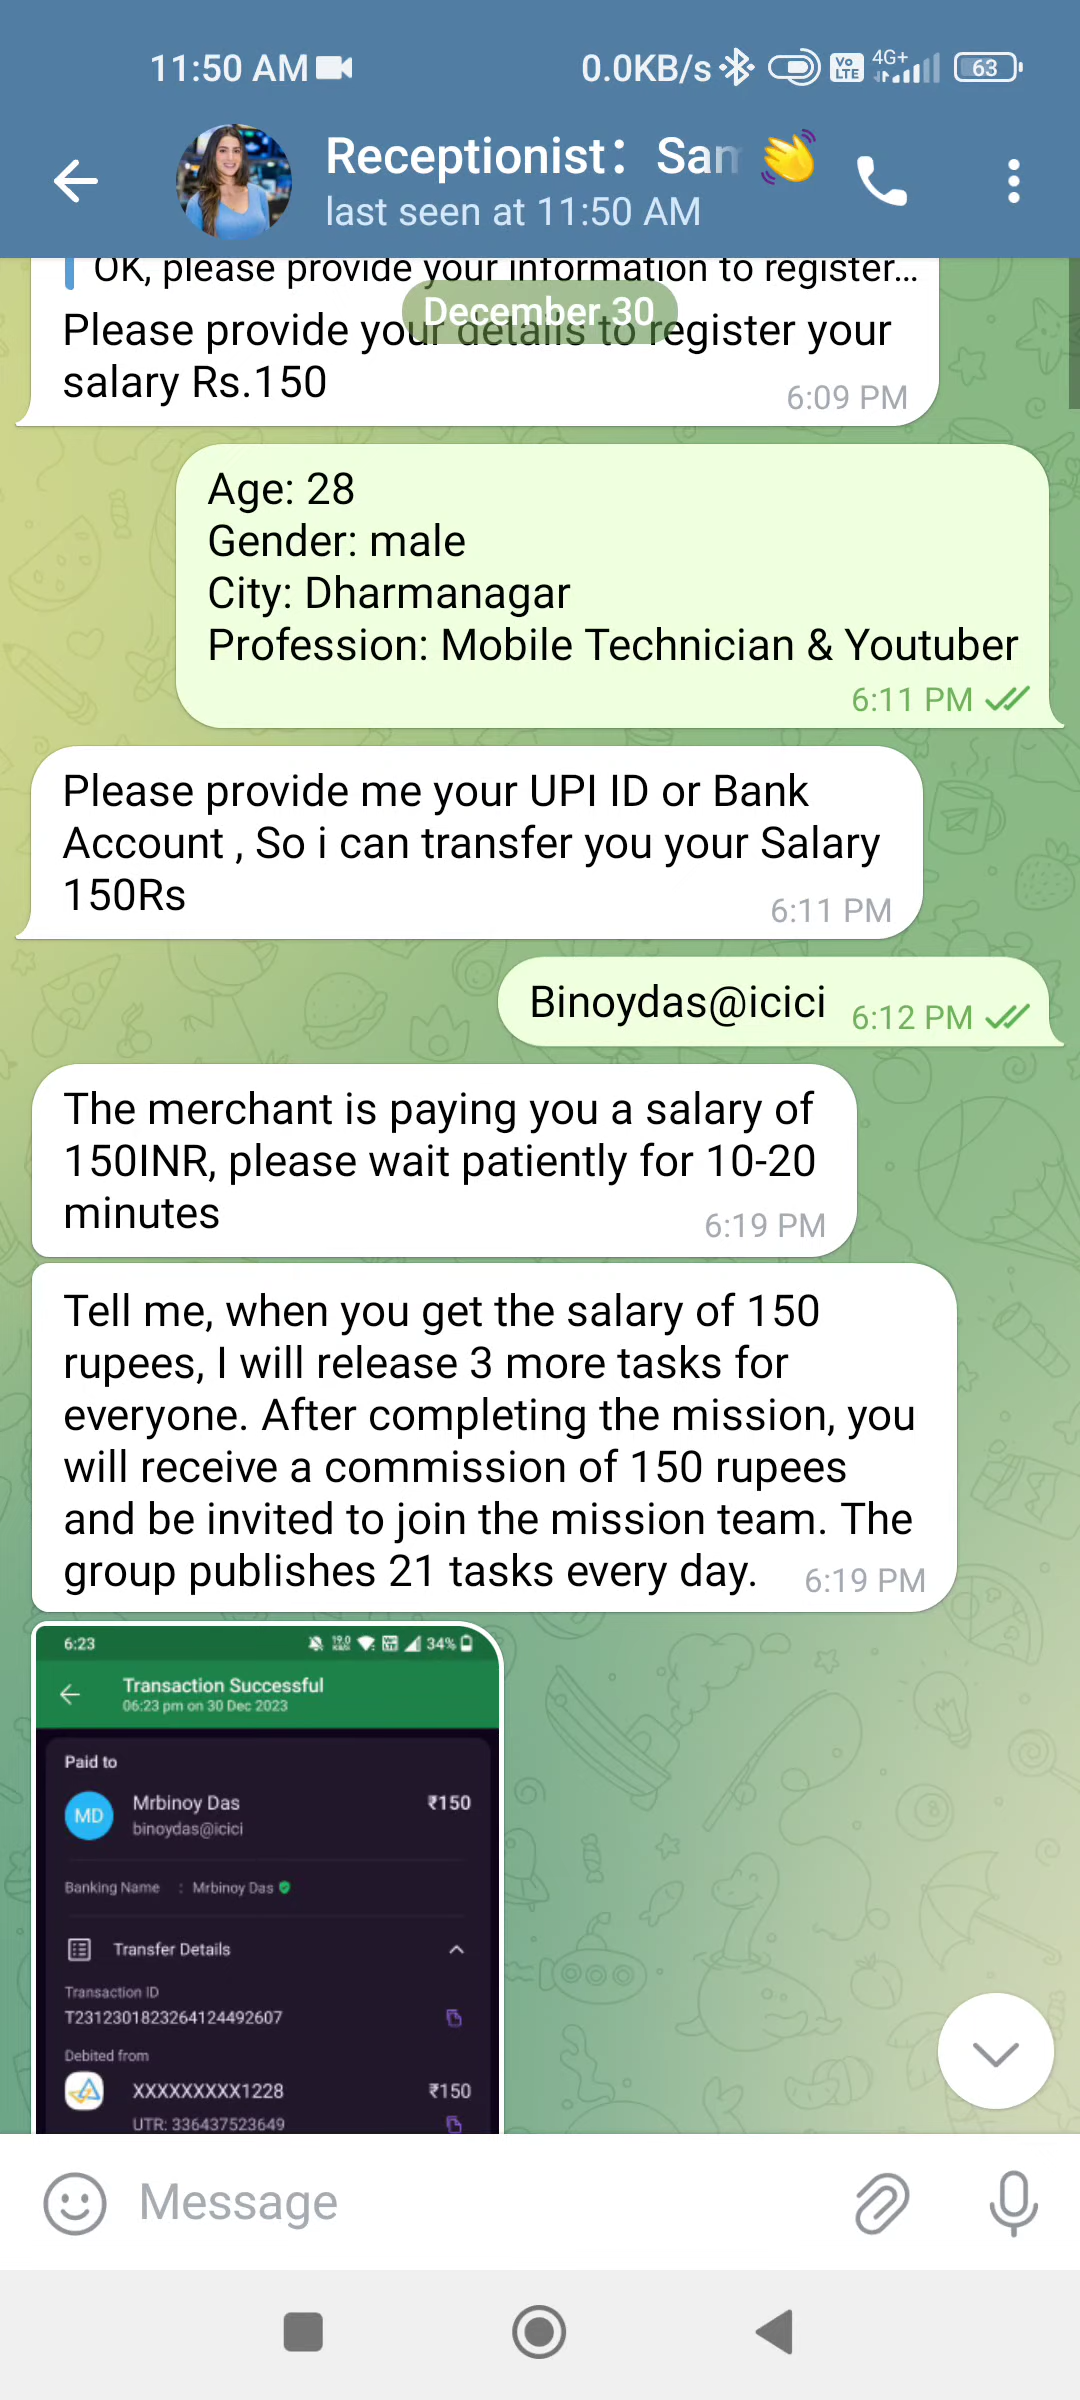 11:50 AM
0.0KB/s
Vo LTE
4G+
63
Receptionist: Sam
last seen at 11:50 AM
OK, please provide your information to register...
December 30
Please provide your details to register your
salary Rs.150
6:09 PM
Age: 28
Gender: male
City: Dharmanagar
Profession: Mobile Technician & Youtuber
6:11 PM
Please provide me your UPI ID or Bank
Account , So i can transfer you your Salary
150Rs
6:11 PM
Binoydas@icici
6:12 PM
The merchant is paying you a salary of
150INR, please wait patiently for 10-20
minutes
6:19 PM
Tell me, when you get the salary of 150
rupees, I will release 3 more tasks for
everyone. After completing the mission, you
will receive a commission of 150 rupees
and be invited to join the mission team. The
group publishes 21 tasks every day.
6:19 PM
6:23
34%
Transaction Successful
06:23 pm on 30 Dec 2023
Paid to
MD
Mrbinoy Das
₹150
binoydas@icici
Banking Name : Mrbinoy Das
Transfer Details
Transaction ID
T2312301823264124492607
Debited from
XXXXXXXXX1228
₹150
UTR: 336437523649
Message